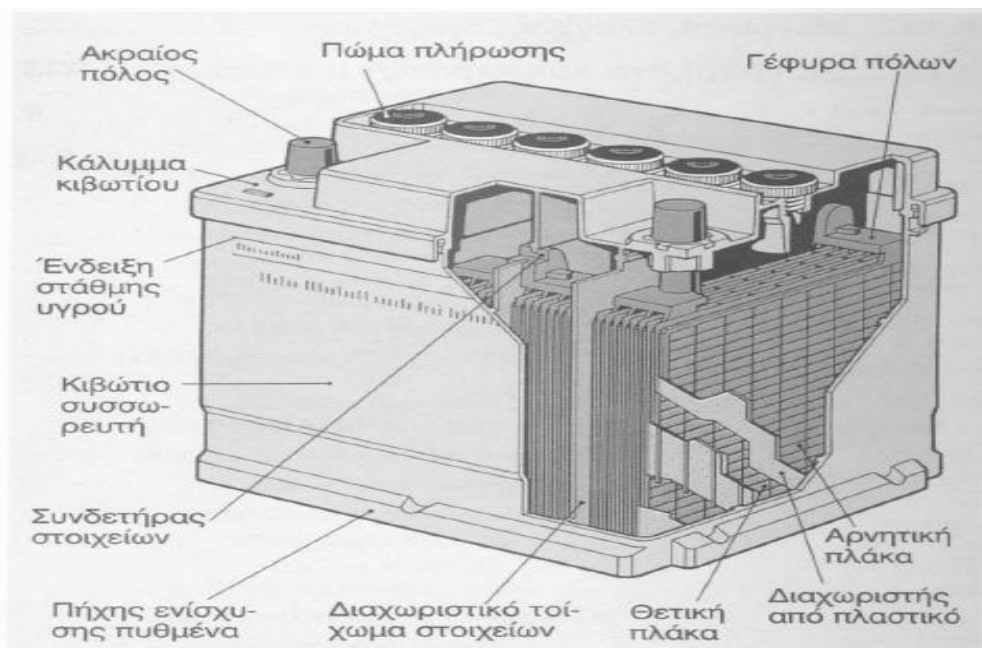 Ακραίος
πόλος
Πώμα πλήρωσης
Γέφυρα πόλων
Κάλυμμα
κιβωτίου
Ένδειξη
στάθμης
υγρού
Κιβώτιο
συσσω-
ρευτή
Συνδετήρας
στοιχείων
Αρνητική
πλάκα
Πήχης ενίσχυ-
σης πυθμένα
Διαχωριστικό τοί-
χωμα στοιχείων
Θετική
πλάκα
Διαχωριστής
από πλαστικό